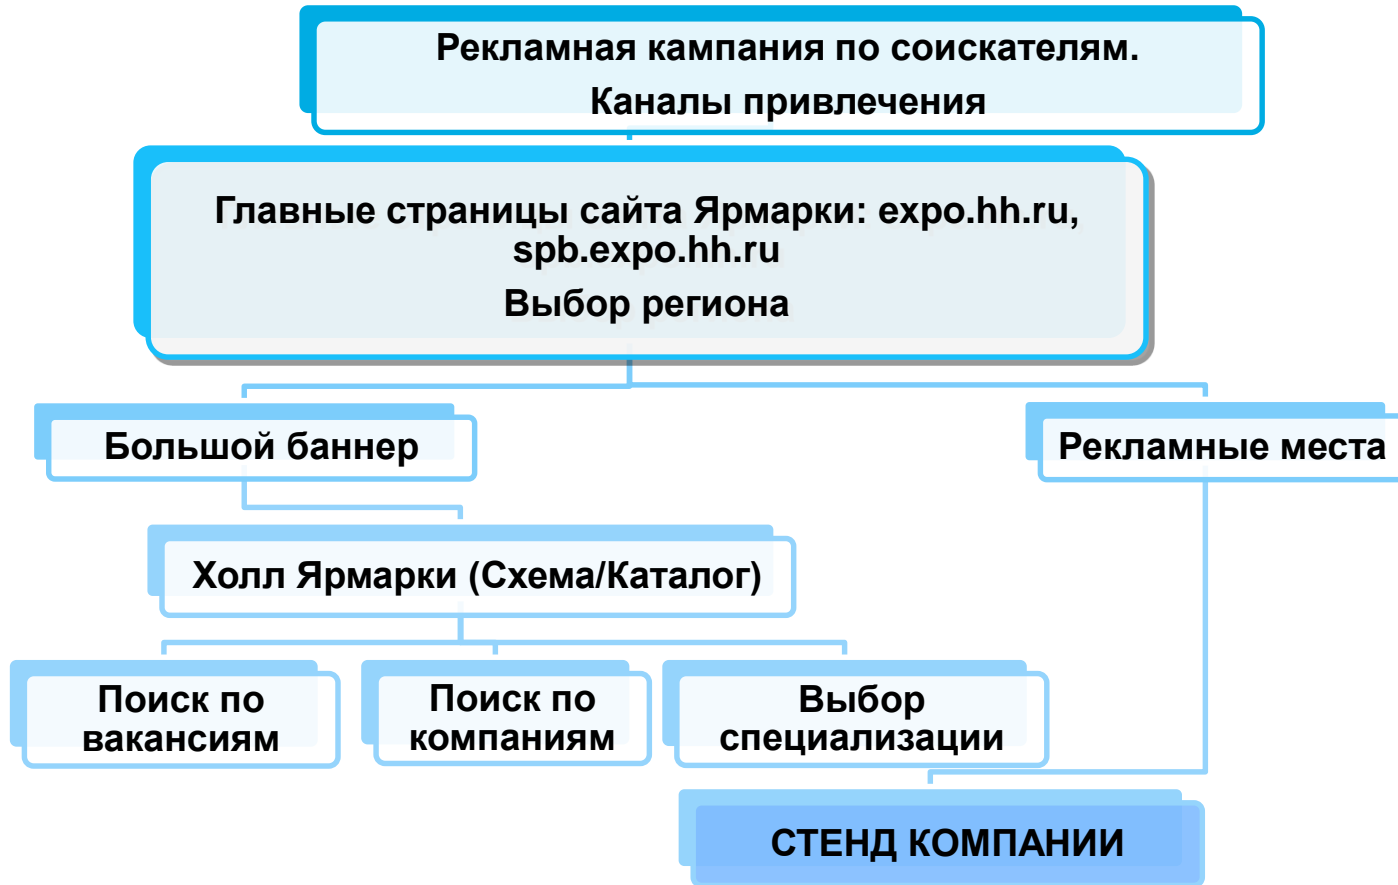 Рекламная кампания по соискателям.
Каналы привлечения
Главные страницы сайта Ярмарки: expo.hh.ru,
spb.expo.hh.ru
Выбор региона
Большой баннер
Рекламные места
Холл Ярмарки (Схема/Каталог)
Поиск по
вакансиям
Поиск по
компаниям
Выбор
специализации
СТЕНД КОМПАНИИ